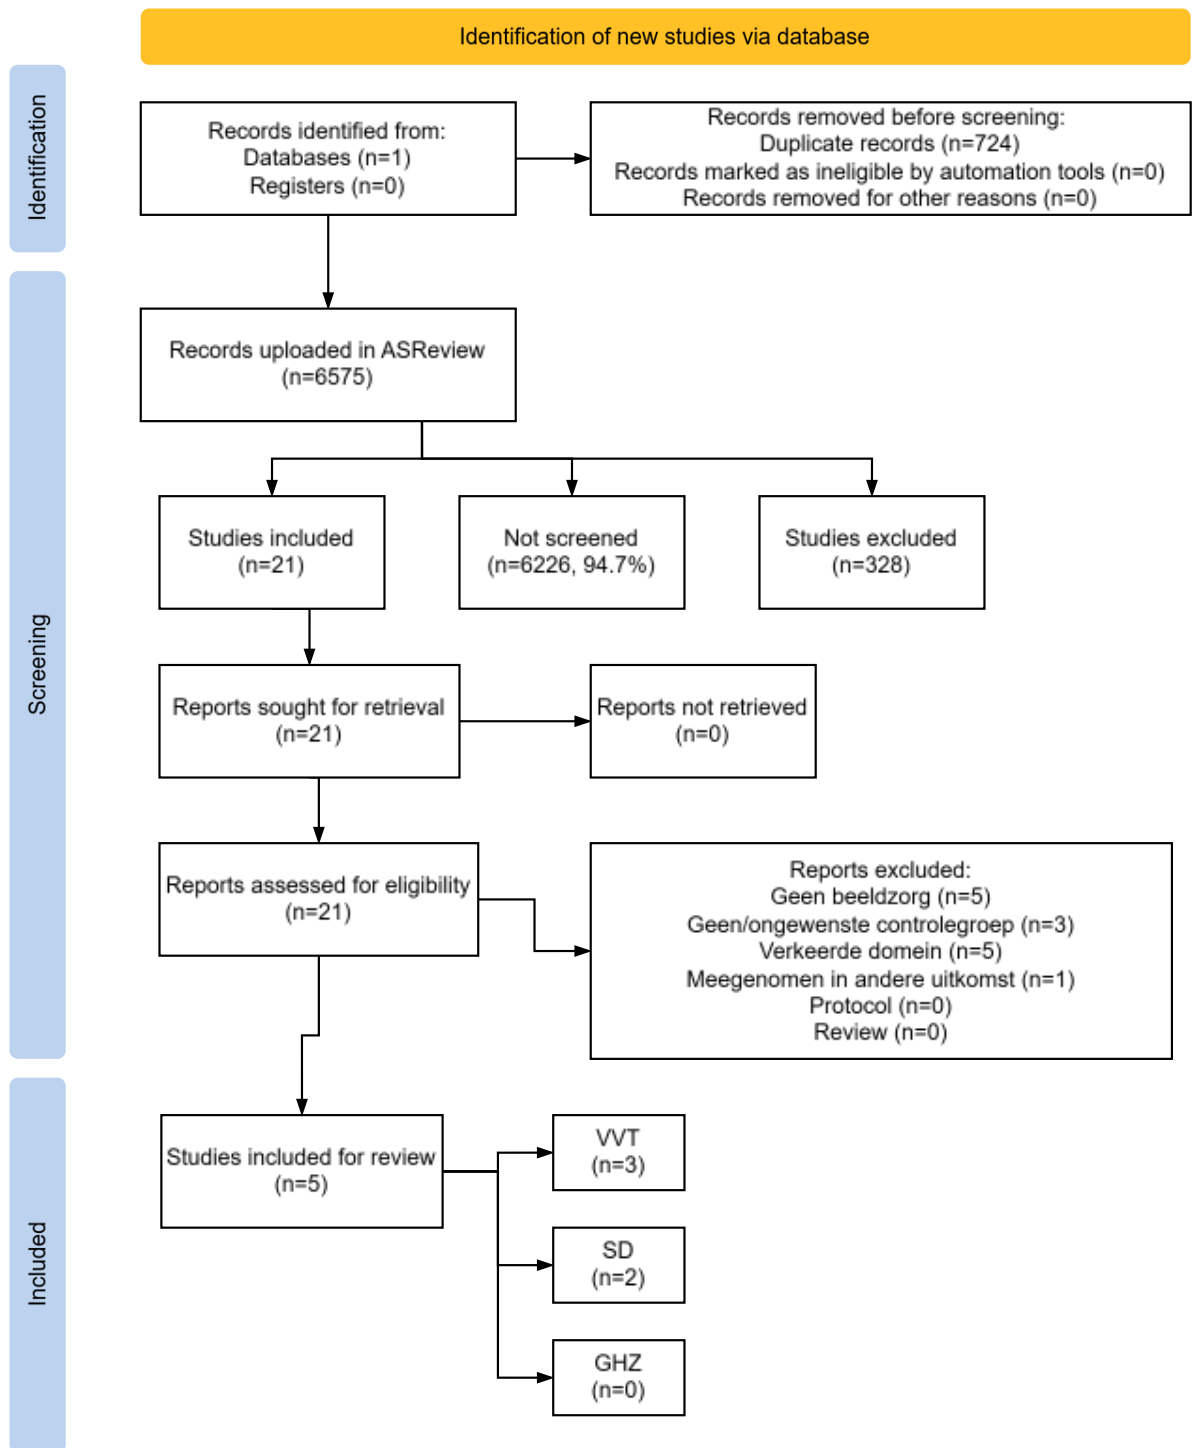 Identification of new studies via database
Identification
Records identified from:
Databases (n=1)
Registers (n=0)
Records removed before screening:
Duplicate records (n=724)
Records marked as ineligible by automation tools (n=0)
Records removed for other reasons (n=0)
Screening
Records uploaded in ASReview
(n=6575)
Studies included
(n=21)
Not screened
(n=6226, 94.7%)
Studies excluded
(n=328)
Reports sought for retrieval
(n=21)
Reports not retrieved
(n=0)
Reports assessed for eligibility
(n=21)
Reports excluded:
Geen beeldzorg (n=5)
Geen/ongewenste controlegroep (n=3)
Verkeerde domein (n=5)
Meegenomen in andere uitkomst (n=1)
Protocol (n=0)
Review (n=0)
Included
Studies included for review
(n=5)
VVT
(n=3)
SD
(n=2)
GHZ
(n=0)